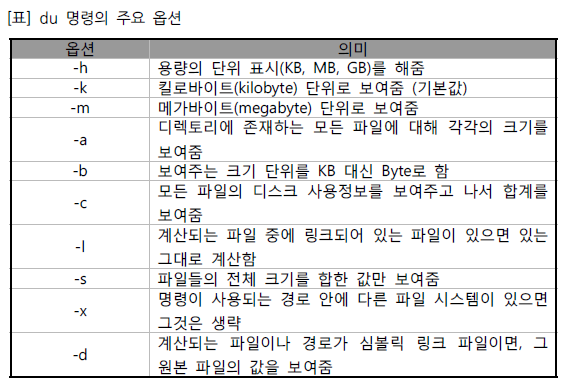 [표] du 명령의 주요 옵션
옵션 의미
-h 용량의 단위 표시(KB, MB, GB)를 해줌
-k 킬로바이트(kilobyte) 단위로 보여줌 (기본값)
-m 메가바이트(megabyte) 단위로 보여줌
-a 디렉토리에 존재하는 모든 파일에 대해 각각의 크기를
보여줌
-b 보여주는 크기 단위를 KB 대신 Byte로 함
-c 모든 파일의 디스크 사용정보를 보여주고 나서 합계를
보여줌
-l 계산되는 파일 중에 링크되어 있는 파일이 있으면 있는
그대로 계산함
-s 파일들의 전체 크기를 합한 값만 보여줌
-x 명령이 사용되는 경로 안에 다른 파일 시스템이 있으면
그것은 생략
-d 계산되는 파일이나 경로가 심볼릭 링크 파일이면, 그
원본 파일의 값을 보여줌